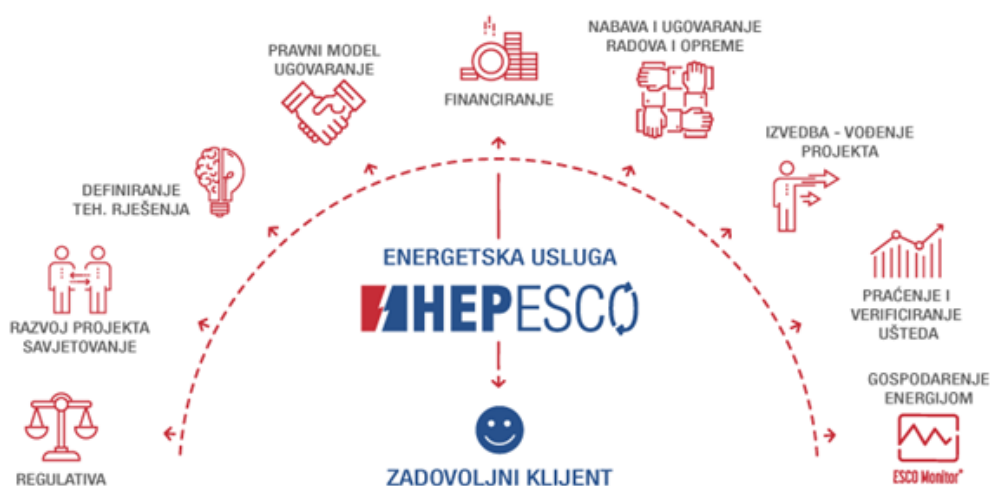 REGULATIVA
RAZVOJ PROJEKTA
SAVJETOVANJE
DEFINIRANJE
TEH. RJEŠENJA
PRAVNI MODEL
UGOVARANJE
FINANCIRANJE
NABAVA I UGOVARANJE
RADOVA I OPREME
IZVEDBA - VOĐENJE
PROJEKTA
PRAĆENJE I
VERIFICIRANJE
UŠTEDA
GOSPODARENJE
ENERGIJOM
ESCO Monitor®
ENERGETSKA USLUGA
HEPESCO
ZADOVOLJNI KLIJENT